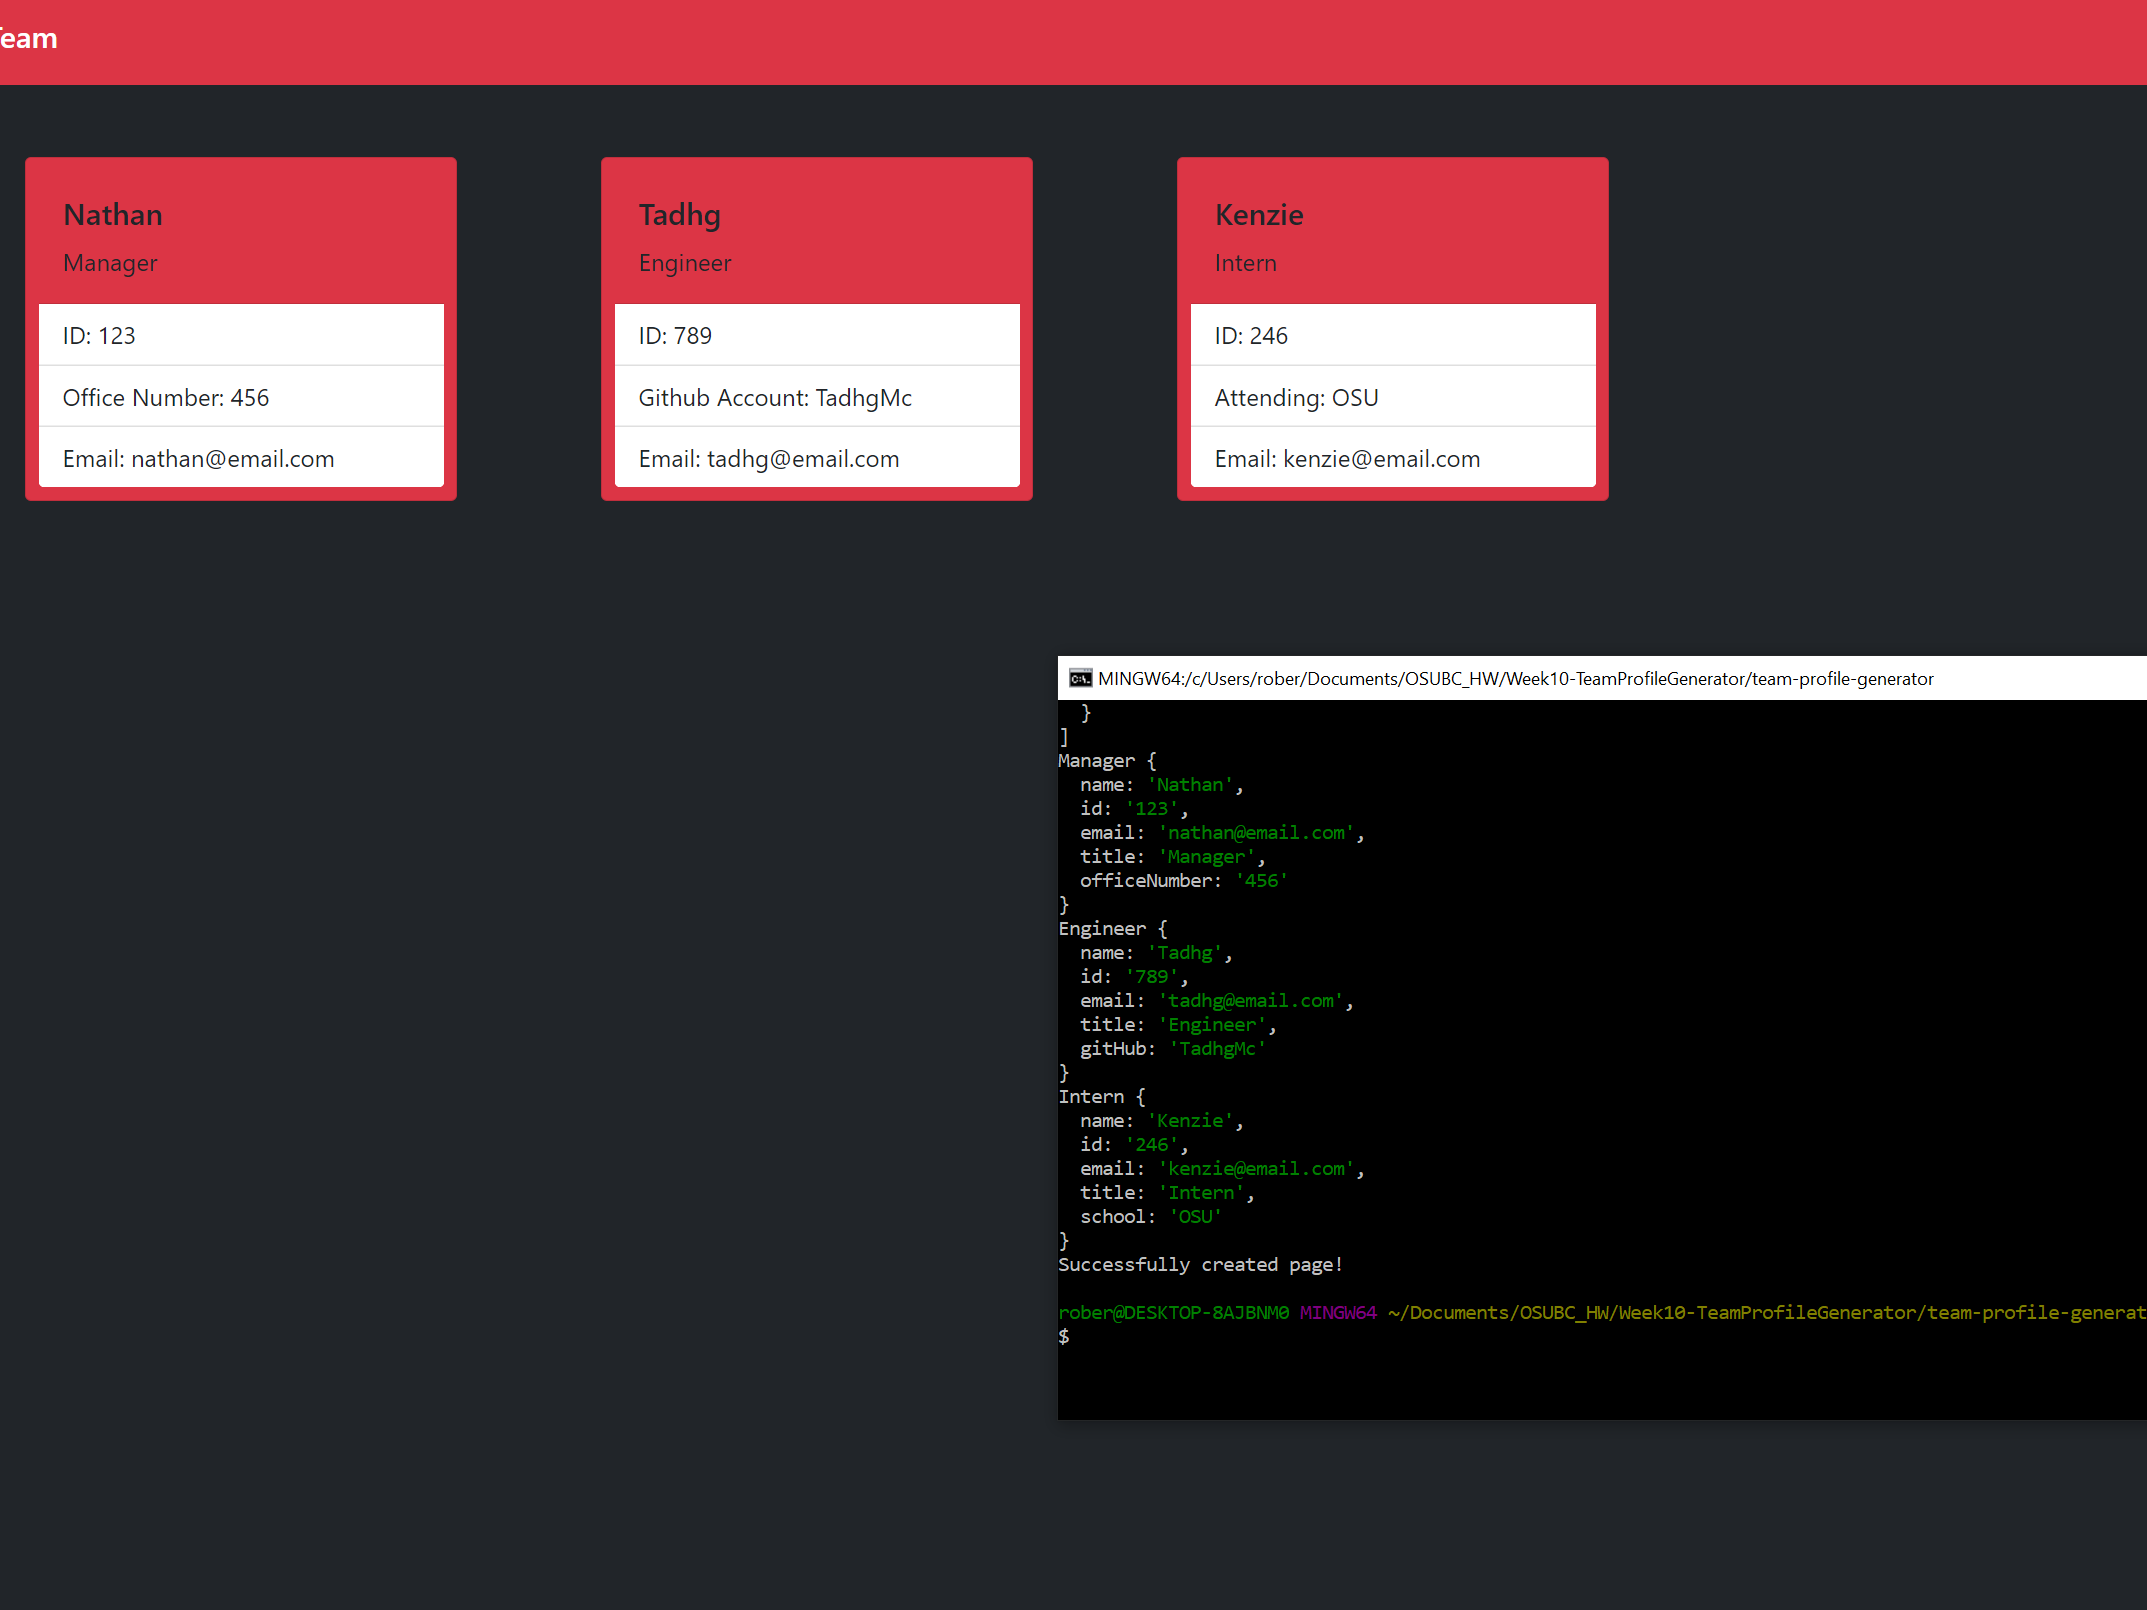 Team
Nathan
Manager
ID: 123
Office Number: 456
Email: nathan@email.com
Tadhg
Engineer
ID: 789
Github Account: TadhgMc
Email: tadhg@email.com
Kenzie
Intern
ID: 246
Attending: OSU
Email: kenzie@email.com
MINGW64:/c/Users/rober/Documents/OSUBC_HW/Week10-TeamProfileGenerator/team-profile-generator
}
]
Manager {
name: 'Nathan',
id: '123',
email: 'nathan@email.com',
title: 'Manager',
officeNumber: '456'
}
Engineer {
name: 'Tadhg',
id: '789',
email: 'tadhg@email.com',
title: 'Engineer',
gitHub: 'TadhgMc'
}
Intern {
name: 'Kenzie',
id: '246',
email: 'kenzie@email.com',
title: 'Intern',
school: 'OSU'
}
Successfully created page!
rober@DESKTOP-8AJBNM0 MINGW64 ~/Documents/OSUBC_HW/Week10-TeamProfileGenerator/team-profile-generat
$